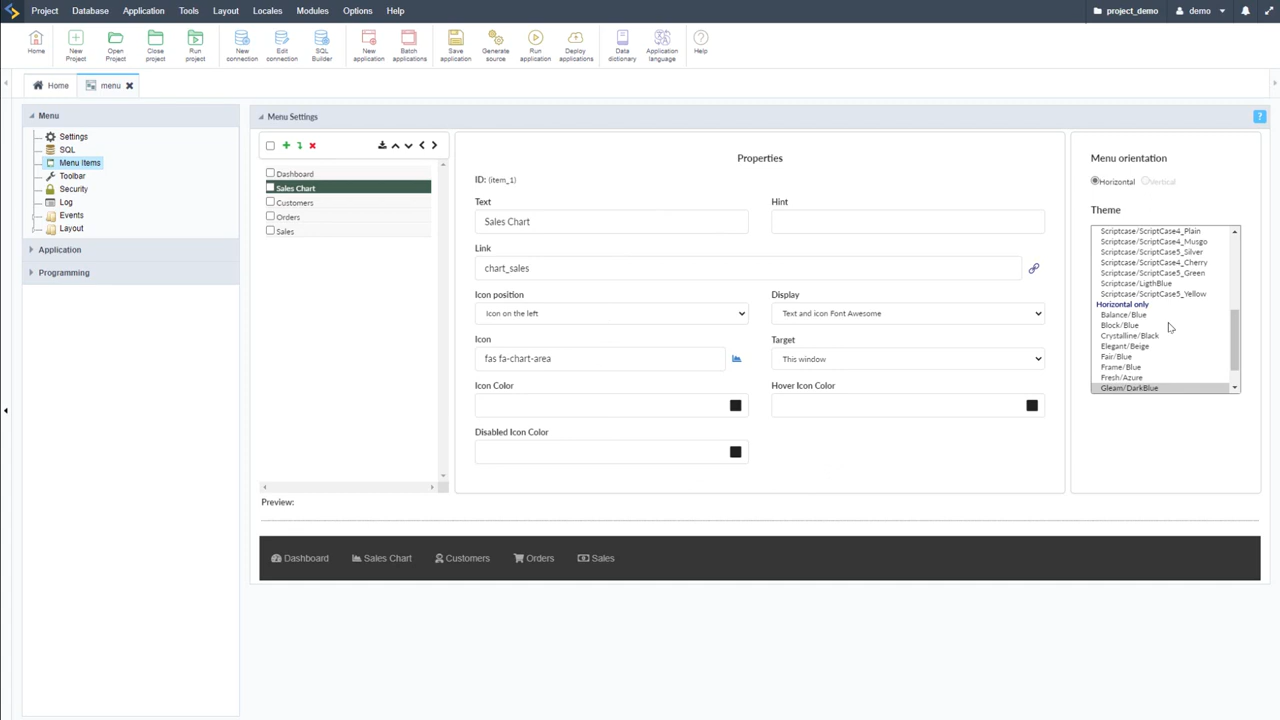 Project Database Application Tools Layout Locales Modules Options Help project_demo demo
Home New Project Open Project Close project Run project New connection Edit connection SQL Builder New application Batch applications Save application Generate source Run application Deploy applications Data dictionary Application language Help
Home menu
Menu
Settings
SQL
Menu Items
Toolbar
Security
Log
Events
Layout
Application
Programming
Menu Settings ?
Dashboard
Sales Chart
Customers
Orders
Sales
Properties
ID: (item_1)
Text Hint
Sales Chart
Link
chart_sales
Icon position Display
Icon on the left Text and icon Font Awesome
Icon Target
fas fa-chart-area This window
Icon Color Hover Icon Color
Disabled Icon Color
Menu orientation
Horizontal Vertical
Theme
Scriptcase/ScriptCase4_Plain
Scriptcase/ScriptCase4_Musgo
Scriptcase/ScriptCase5_Silver
Scriptcase/ScriptCase4_Cherry
Scriptcase/ScriptCase5_Green
Scriptcase/LigthBlue
Scriptcase/ScriptCase5_Yellow
Horizontal only
Balance/Blue
Block/Blue
Crystalline/Black
Elegant/Beige
Fair/Blue
Frame/Blue
Fresh/Azure
Gleam/DarkBlue
Preview:
Dashboard Sales Chart Customers Orders Sales